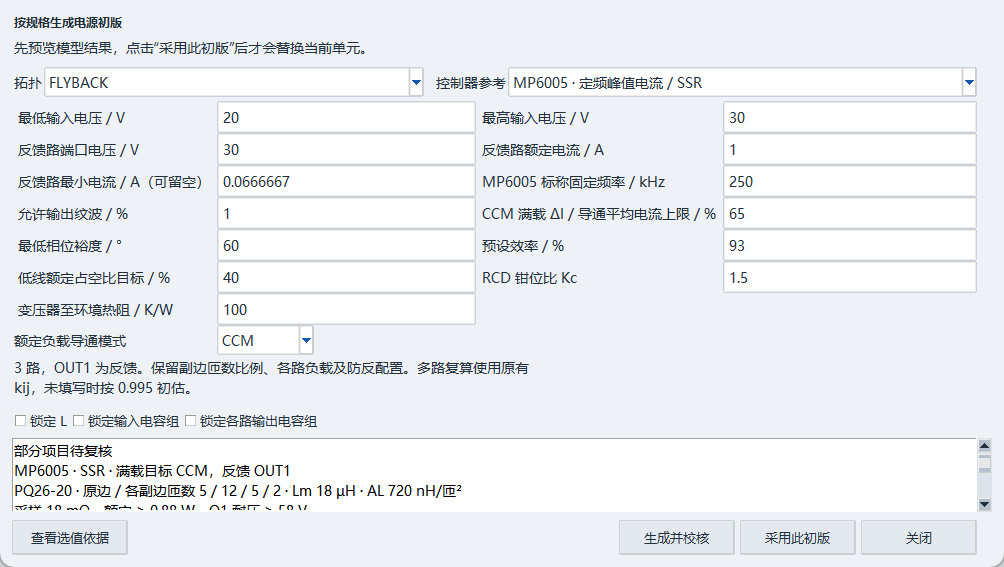 按规格生成电源初版
先预览模型结果，点击“采用此初版”后才会替换当前单元。
拓扑 FLYBACK 控制器参考 MP6005 · 定频峰值电流 / SSR
最低输入电压 / V 20 最高输入电压 / V 30
反馈路端口电压 / V 30 反馈路额定电流 / A 1
反馈路最小电流 / A（可留空） 0.0666667 MP6005 标称固定频率 / kHz 250
允许输出纹波 / % 1 CCM 满载 ΔI / 导通平均电流上限 / % 65
最低相位裕度 / ° 60 预设效率 / % 93
低线额定占空比目标 / % 40 RCD 钳位比 Kc 1.5
变压器至环境热阻 / K/W 100
额定负载导通模式 CCM
3 路，OUT1 为反馈。保留副边匝数比例、各路负载及防反配置。多路复算使用原有
kij，未填写时按 0.995 初估。
锁定 L 锁定输入电容组 锁定各路输出电容组
部分项目待复核
MP6005 · SSR · 满载目标 CCM，反馈 OUT1
PQ26-20 · 原边 / 各副边匝数 5 / 12 / 5 / 2 · Lm 18 μH · AL 720 nH/匝²
采样 18 mΩ，额定 ≥ 0.88 W，Q1 耐压 ≥ 58 V
查看选值依据 生成并校核 采用此初版 关闭